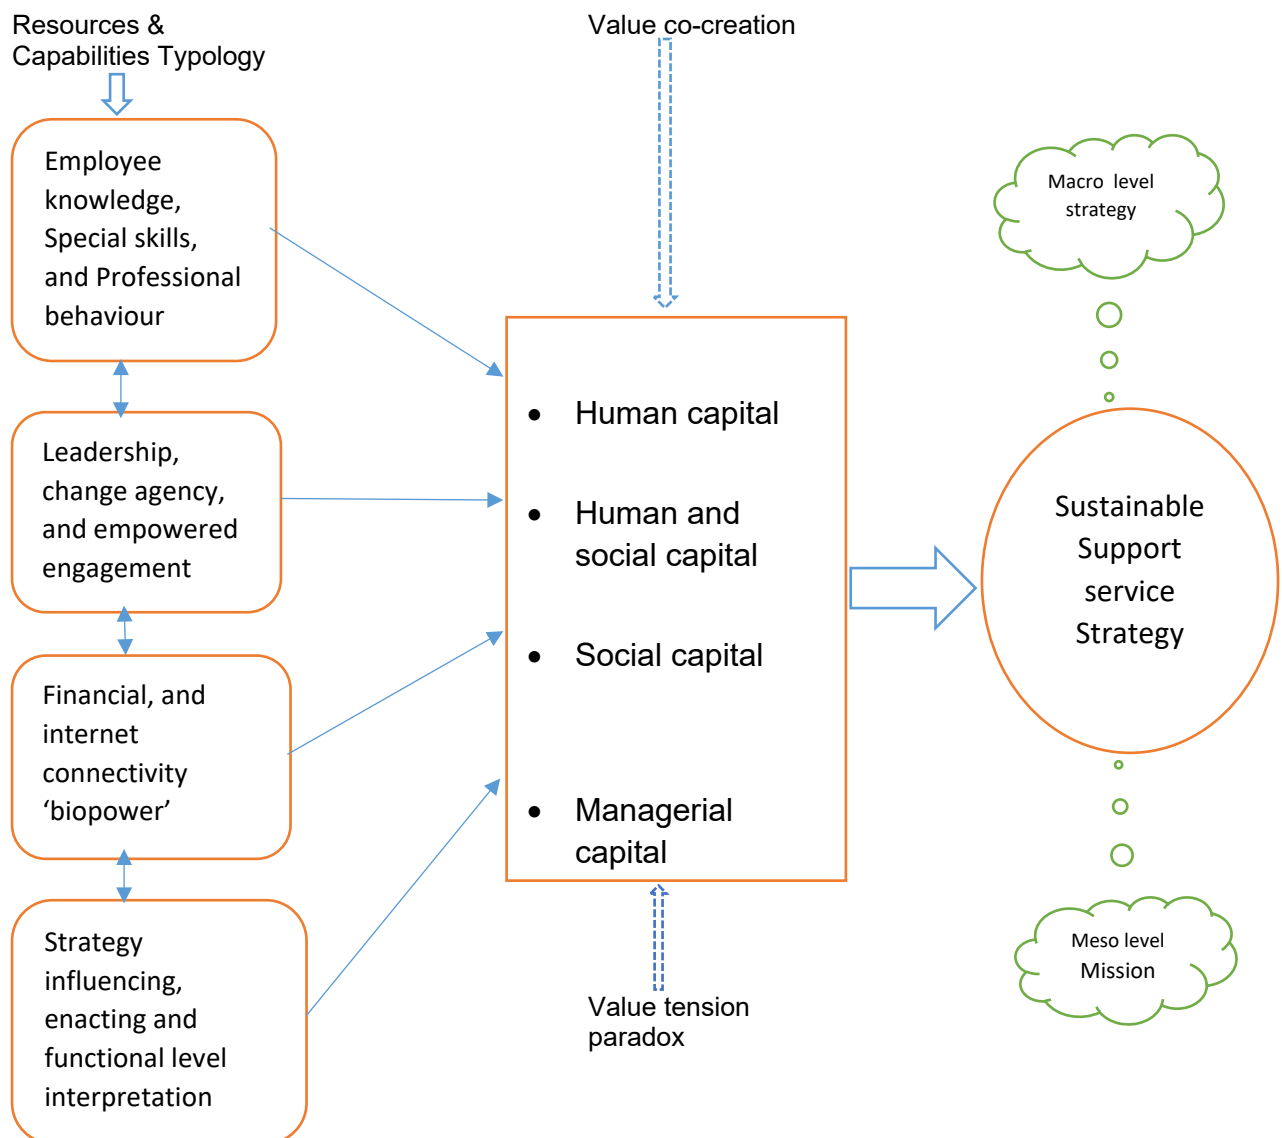 Resources &
Capabilities Typology
Employee
knowledge,
Special skills,
and Professional
behaviour
Leadership,
change agency,
and empowered
engagement
Financial, and
internet
connectivity
‘biopower’
Strategy
influencing,
enacting and
functional level
interpretation
Value co-creation
• Human capital
• Human and
social capital
• Social capital
• Managerial
capital
Value tension
paradox
Macro level
strategy
Sustainable
Support
service
Strategy
Meso level
Mission